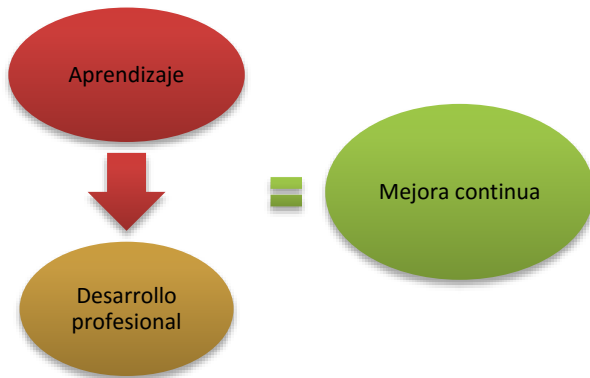 Aprendizaje
Desarrollo
profesional
Mejora continua